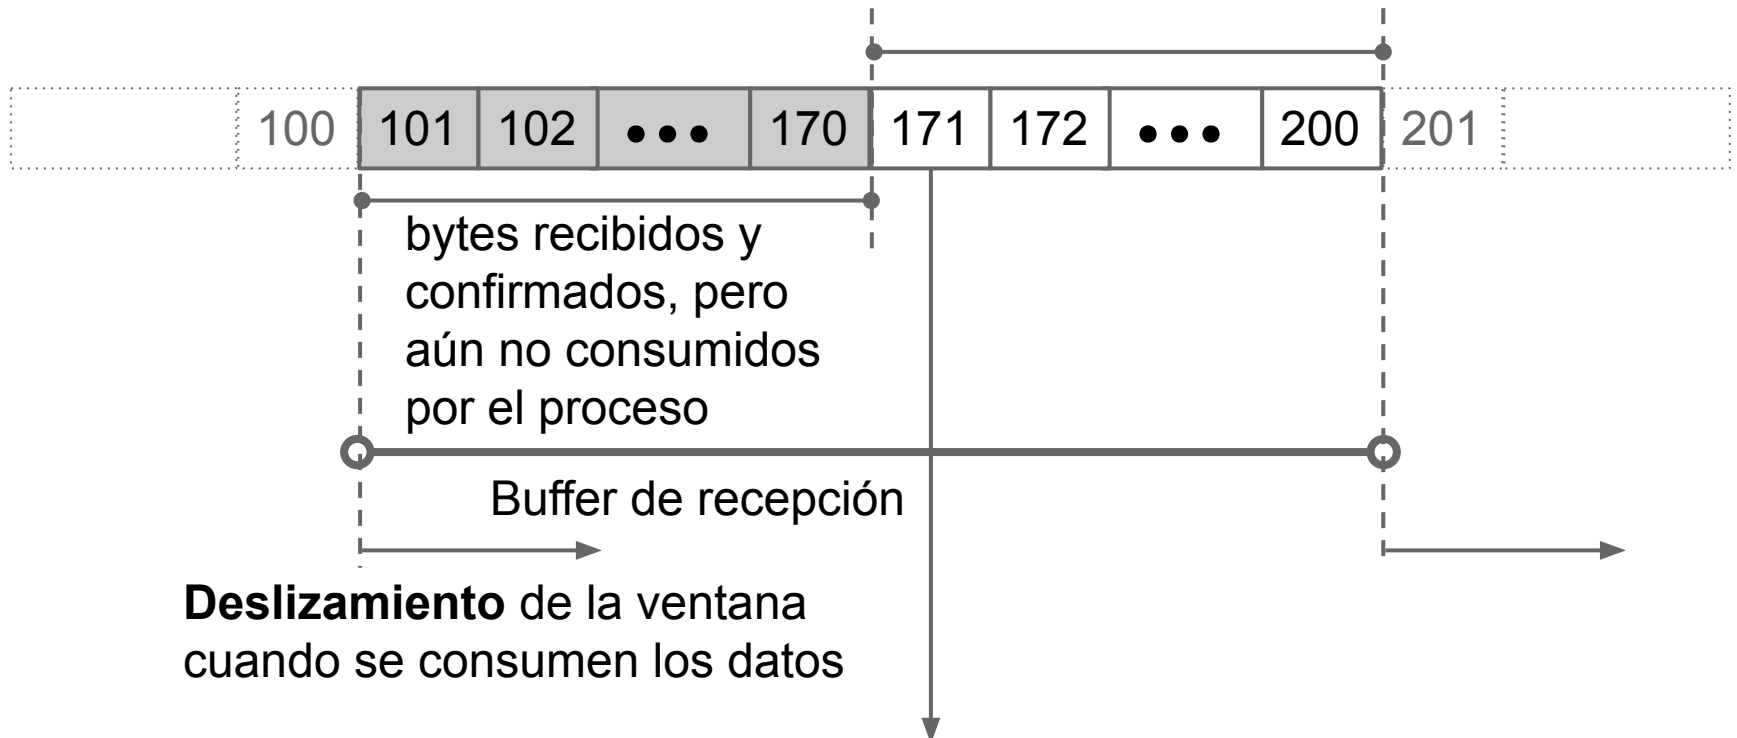 100 101 102 ••• 170 171 172 ••• 200 201
bytes recibidos y
confirmados, pero
aún no consumidos
por el proceso
Buffer de recepción
Deslizamiento de la ventana
cuando se consumen los datos